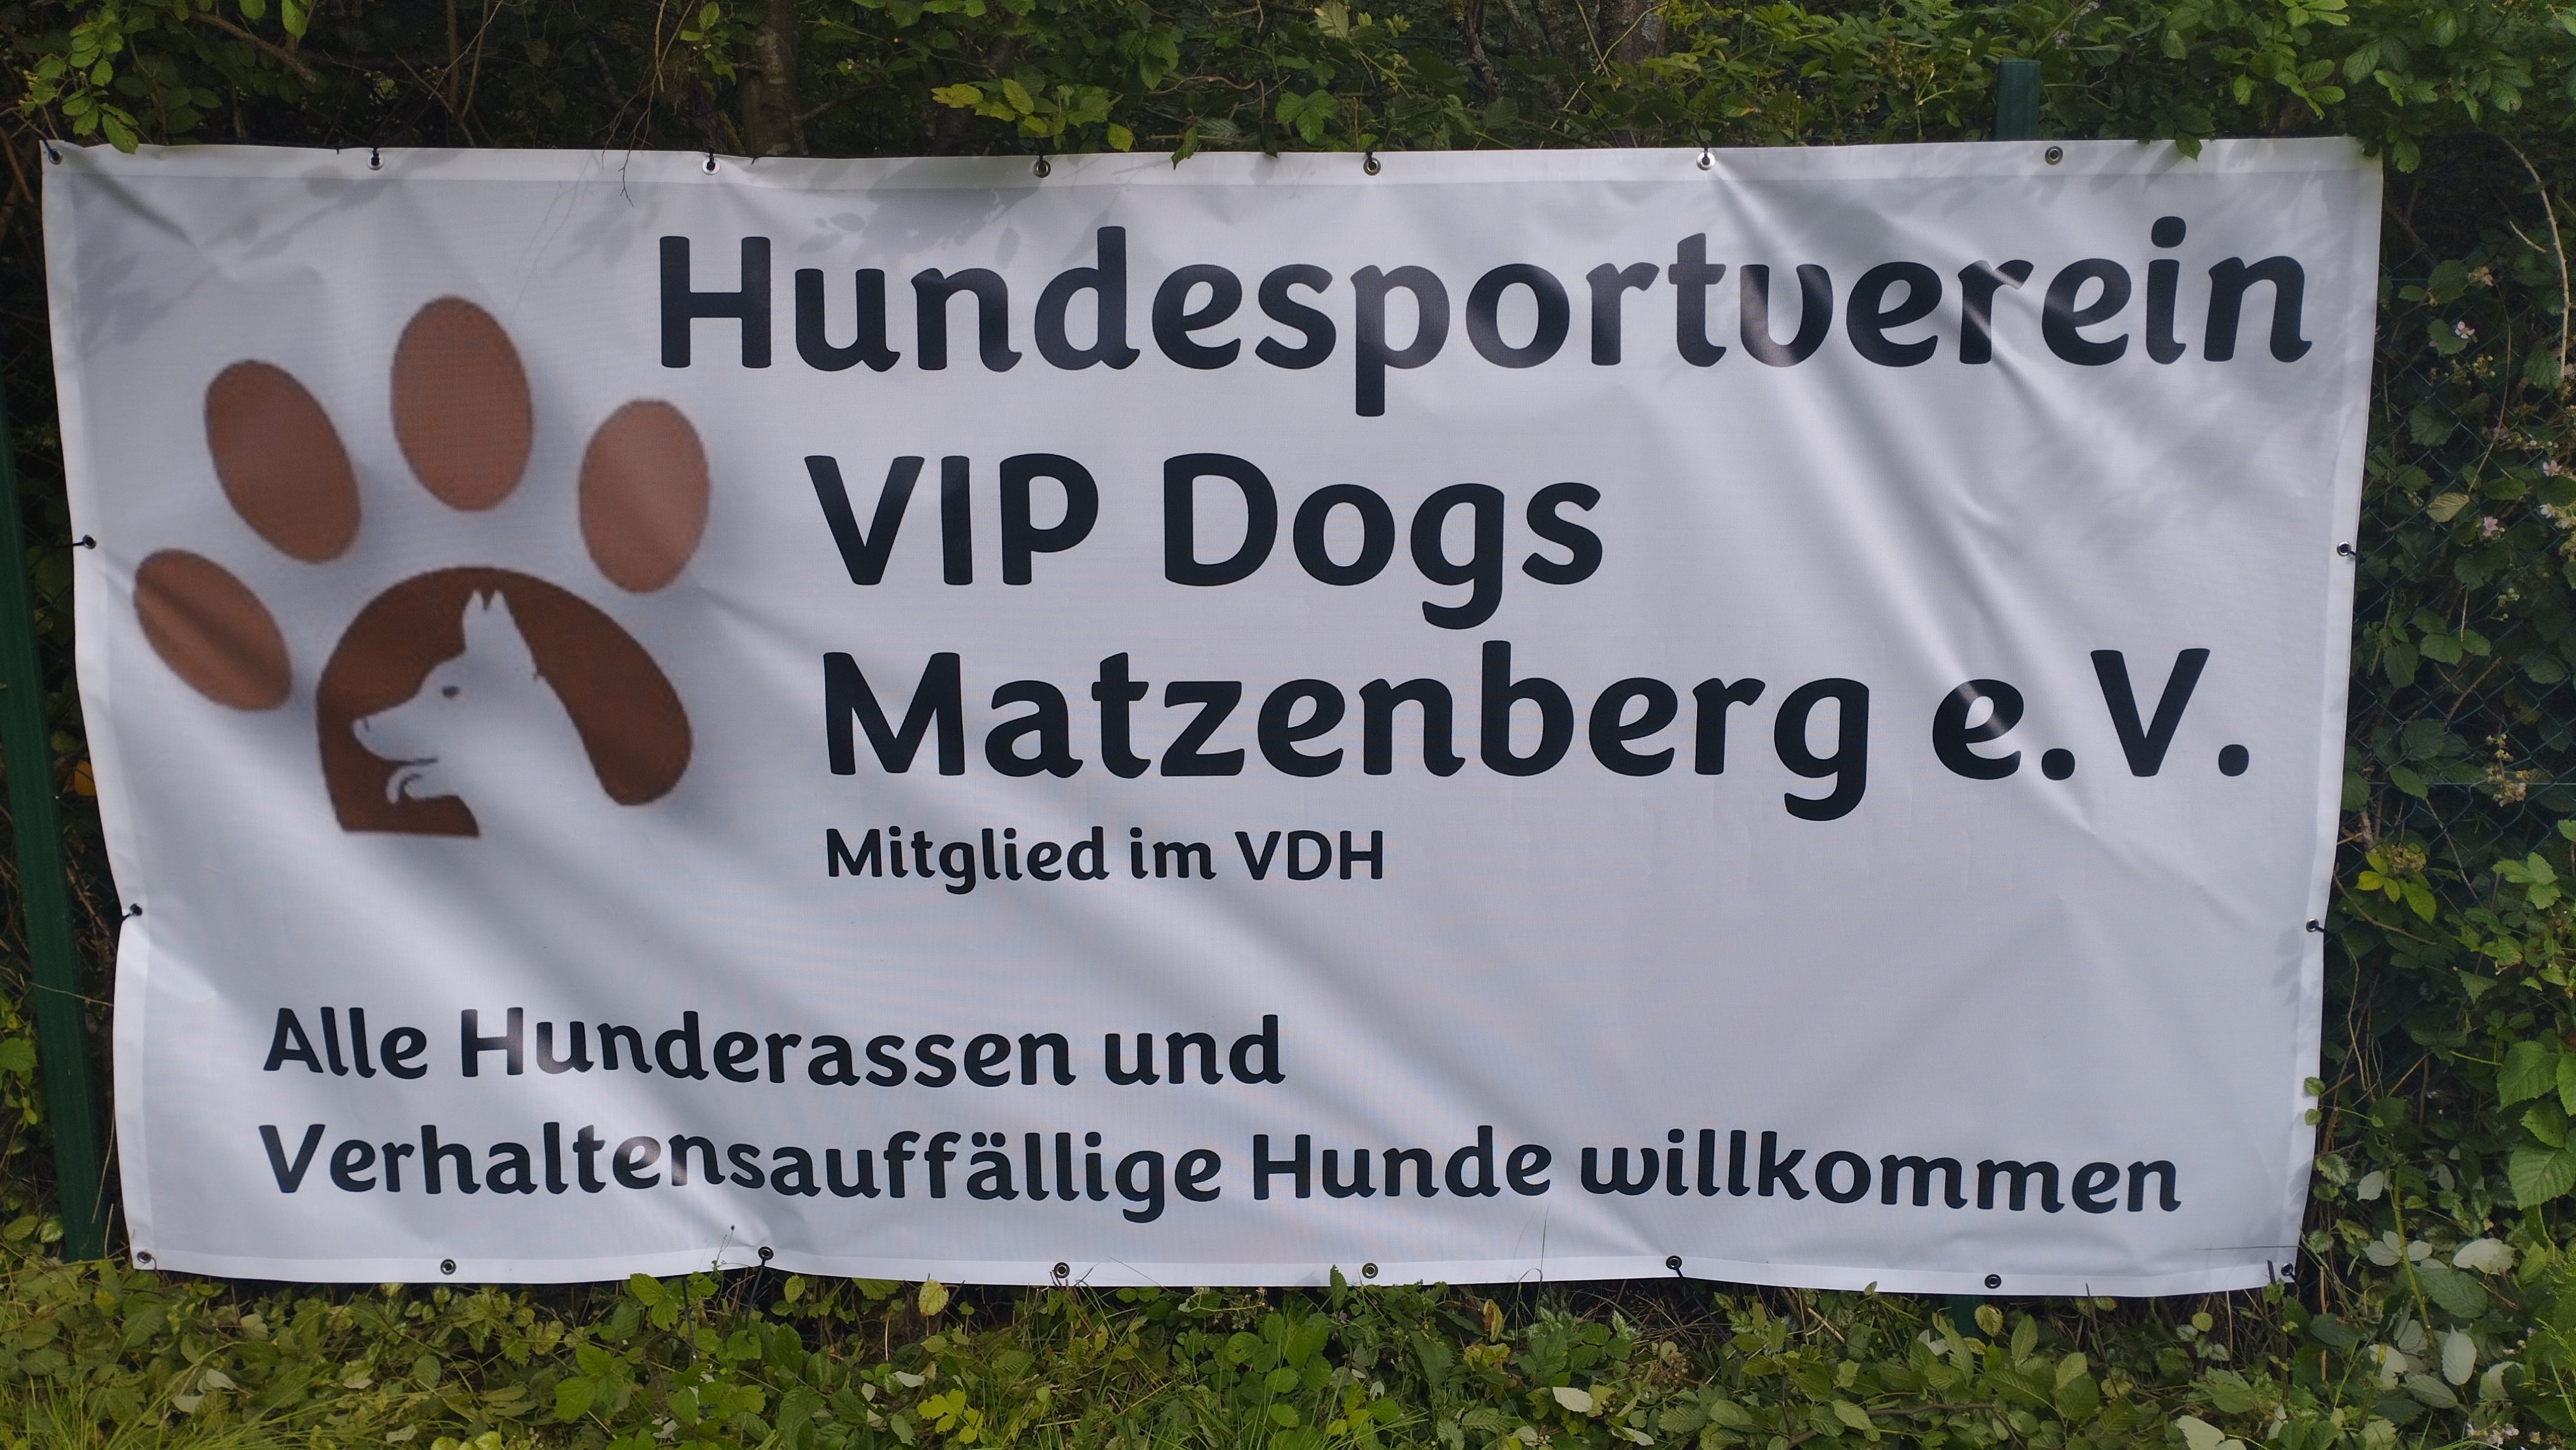 Hundesportverein
VIP Dogs
Matzenberg e.V.
Mitglied im VDH
Alle Hunderassen und
Verhaltensauffällige Hunde willkommen